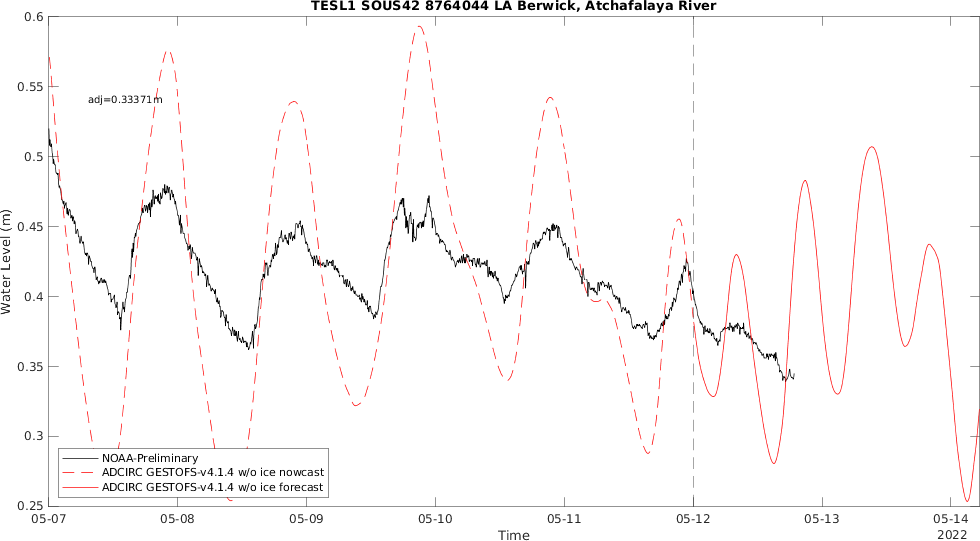 TESL1 SOUS42 8764044 LA Berwick, Atchafalaya River
0.6
0.55
adj=0.33371m
0.5
0.45
Water Level (m)
0.4
0.35
0.3
NOAA-Preliminary
ADCIRC GESTOFS-v4.1.4 w/o ice nowcast
ADCIRC GESTOFS-v4.1.4 w/o ice forecast
0.25
05-07 05-08 05-09 05-10 05-11 05-12 05-13 05-14
Time 2022